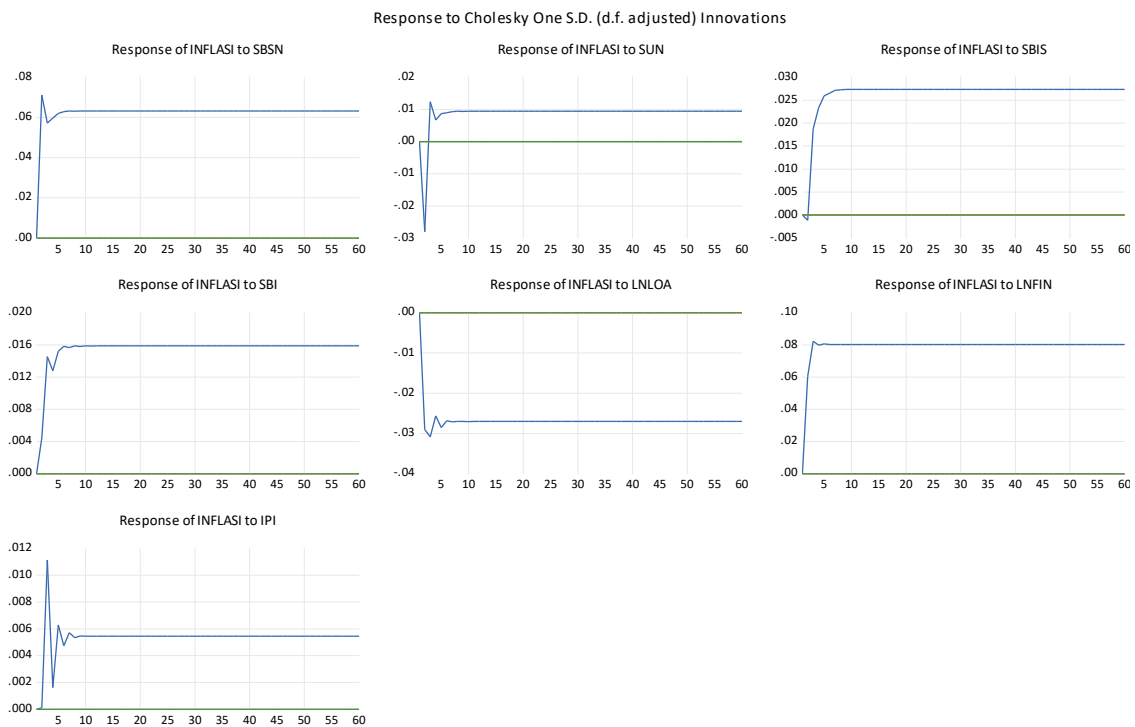 Response to Cholesky One S.D. (d.f. adjusted) Innovations
Response of INFLASI to SBSN
.08
.06
.04
.02
.00
5 10 15 20 25 30 35 40 45 50 55 60
Response of INFLASI to SUN
.02
.01
.00
-.01
-.02
-.03
5 10 15 20 25 30 35 40 45 50 55 60
Response of INFLASI to SBIS
.030
.025
.020
.015
.010
.005
.000
-.005
5 10 15 20 25 30 35 40 45 50 55 60
Response of INFLASI to SBI
.020
.016
.012
.008
.004
.000
5 10 15 20 25 30 35 40 45 50 55 60
Response of INFLASI to LNLOA
.00
-.01
-.02
-.03
-.04
5 10 15 20 25 30 35 40 45 50 55 60
Response of INFLASI to LNFIN
.10
.08
.06
.04
.02
.00
5 10 15 20 25 30 35 40 45 50 55 60
Response of INFLASI to IPI
.012
.010
.008
.006
.004
.002
.000
5 10 15 20 25 30 35 40 45 50 55 60